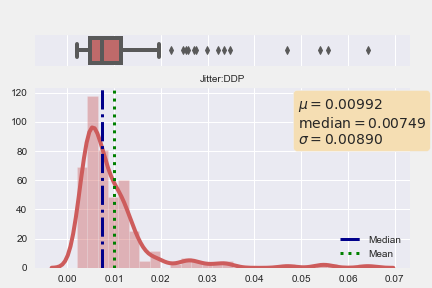 Jitter:DDP
120
100
80
60
40
20
0
μ = 0.00992
median = 0.00749
σ = 0.00890
Median
Mean
0.00 0.01 0.02 0.03 0.04 0.05 0.06 0.07